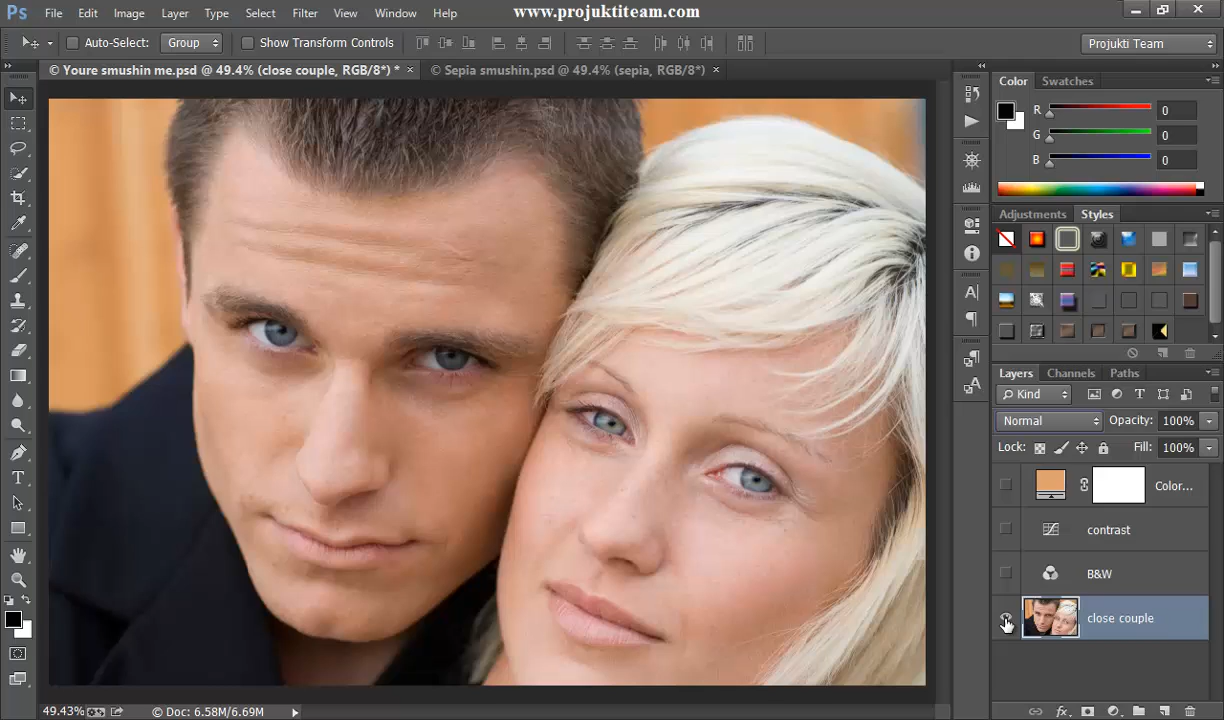 Ps File Edit Image Layer Type Select Filter View Window Help www.projuktiteam.com
Auto-Select: Group Show Transform Controls Projekti Team
© Youre smushin me.psd @ 49.4% (close couple, RGB/8*) * × © Sepia smushin.psd @ 49.4% (sepia, RGB/8*) ×
Color Swatches
R 0
G 0
B 0
Adjustments Styles
Layers Channels Paths
Kind
Normal Opacity: 100%
Lock: Fill: 100%
Color...
contrast
B&W
close couple
49.43% © Doc: 6.58M/6.69M